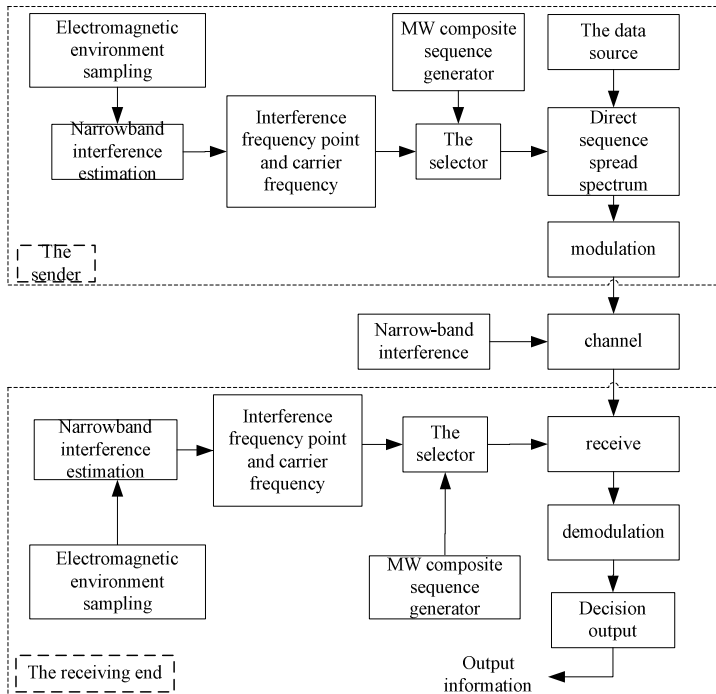 Electromagnetic
environment
sampling
MW composite
sequence
generator
The data
source
Narrowband
interference
estimation
Interference
frequency point
and carrier
frequency
The
selector
Direct
sequence
spread
spectrum
modulation
The
sender
Narrow-band
interference
channel
Narrowband
interference
estimation
Interference
frequency point
and carrier
frequency
The
selector
receive
Electromagnetic
environment
sampling
MW composite
sequence
generator
demodulation
Decision
output
The receiving end
Output
information